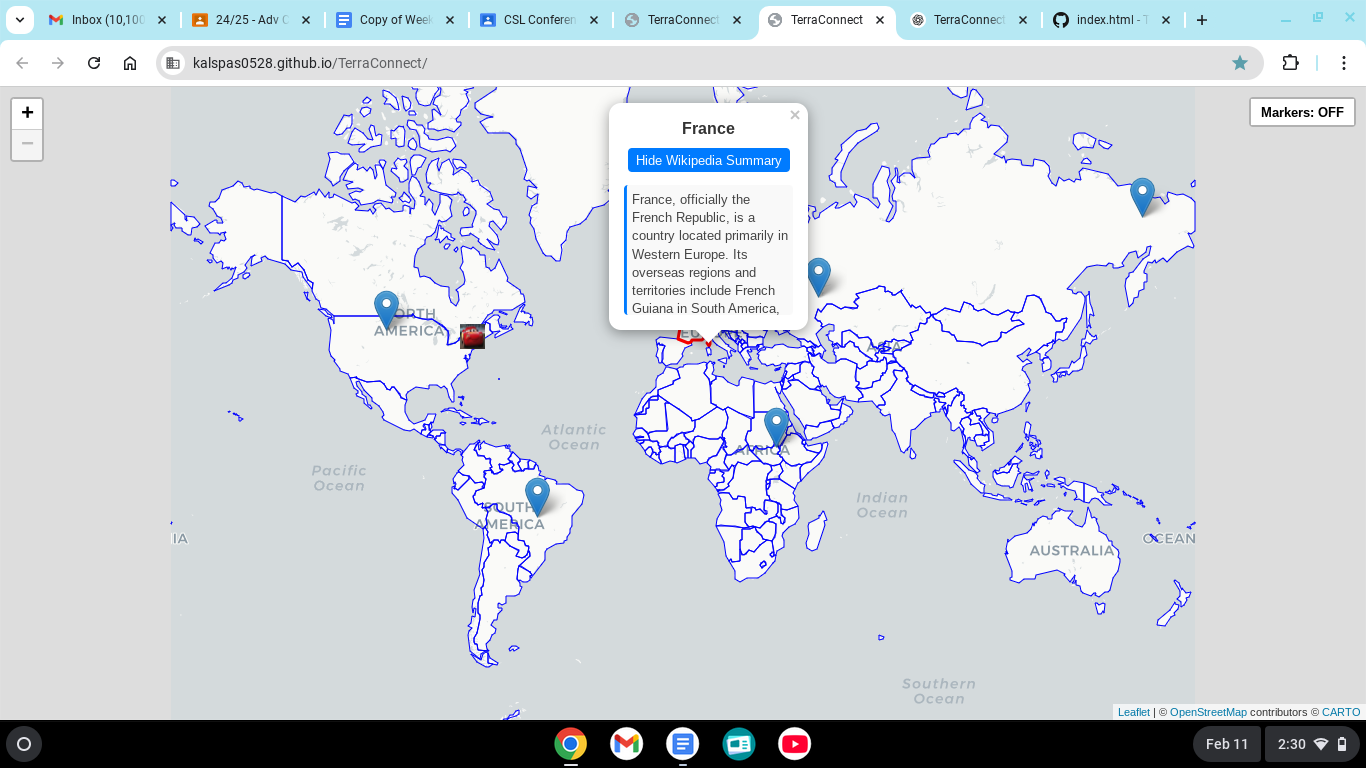 Inbox (10,100
24/25 - Adv C
Copy of Week
CSL Conferen
TerraConnect
TerraConnect
TerraConnect
index.html - T
kalspas0528.github.io/TerraConnect/
+
−
Markers: OFF
×
France
Hide Wikipedia Summary
France, officially the
French Republic, is a
country located primarily in
Western Europe. Its
overseas regions and
territories include French
Guiana in South America,
NORTH
AMERICA
ASIA
Atlantic
Ocean
AFRICA
Pacific
Ocean
Indian
Ocean
SOUTH
AMERICA
IA
AUSTRALIA
OCEAN
Southern
Ocean
Leaflet | © OpenStreetMap contributors © CARTO
Feb 11
2:30